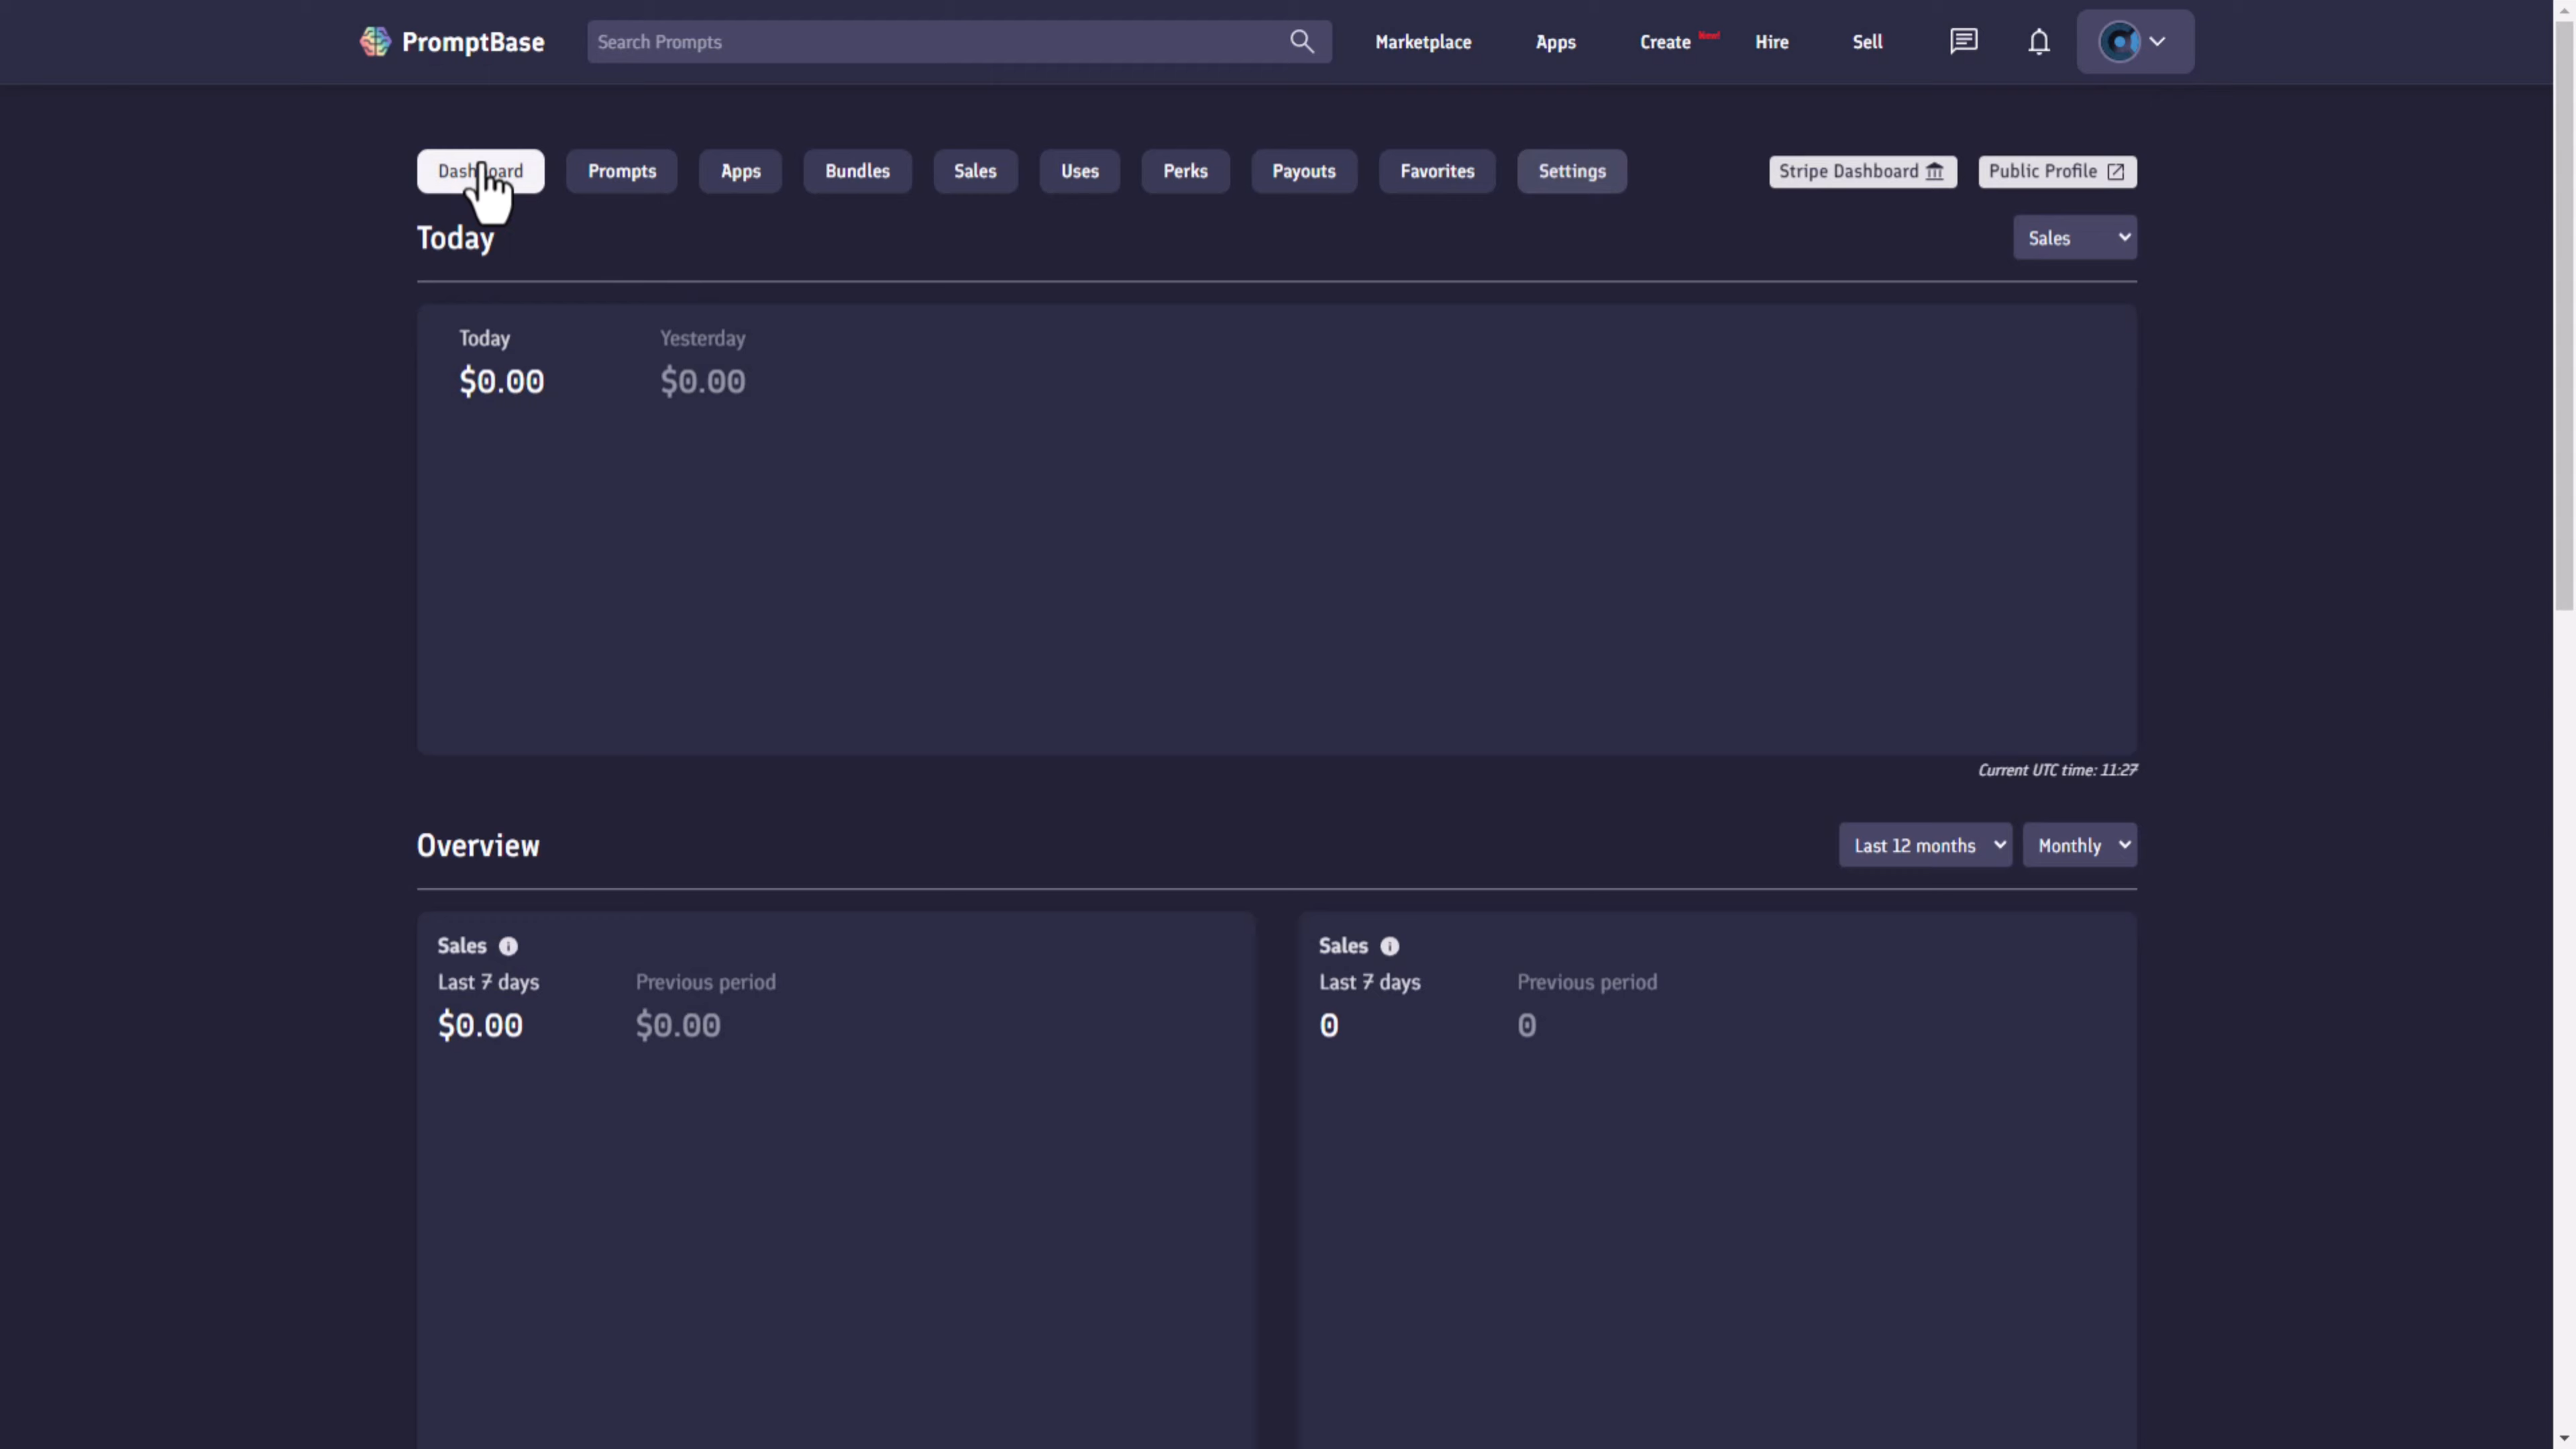 PromptBase
Search Prompts
Marketplace
Apps
Create New!
Hire
Sell
Dashboard
Prompts
Apps
Bundles
Sales
Uses
Perks
Payouts
Favorites
Settings
Stripe Dashboard
Public Profile
Today
Sales
Today
Yesterday
$0.00
$0.00
Current UTC time: 11:27
Overview
Last 12 months
Monthly
Sales
Last 7 days
Previous period
$0.00
$0.00
Sales
Last 7 days
Previous period
0
0